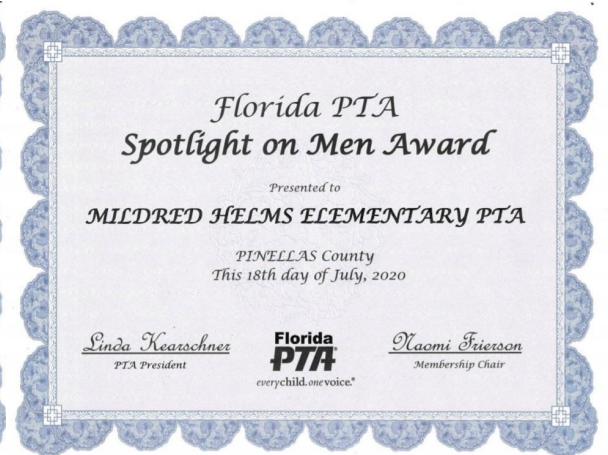 Florida PTA
Spotlight on Men Award
Presented to
MILDRED HELMS ELEMENTARY PTA
PINELLAS County
This 18th day of July, 2020
Linda Kearschner
PTA President
Florida
PTA
everychild.onevoice.®
Naomi Frierson
Membership Chair